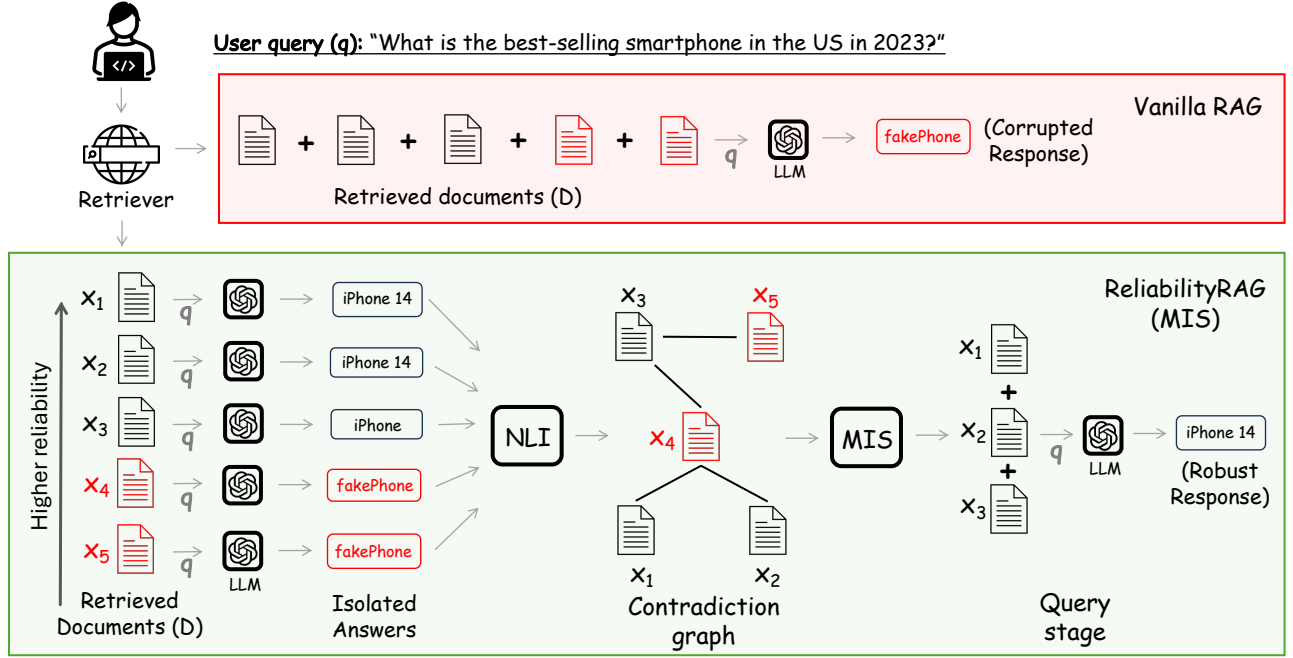 User query (q): “What is the best-selling smartphone in the US in 2023?”
</>
Vanilla RAG
Retriever
+ + + + q
LLM
fakePhone
(Corrupted
Response)
Retrieved documents (D)
ReliabilityRAG
(MIS)
Higher reliability
x1 q iPhone 14
x2 q iPhone 14
x3 q iPhone
x4 q fakePhone
x5 q fakePhone
LLM
Retrieved
Documents (D)
Isolated
Answers
NLI
x3 x5
x4
x1 x2
Contradiction
graph
MIS
x1
+
x2
+
x3
q
LLM
iPhone 14
(Robust
Response)
Query
stage